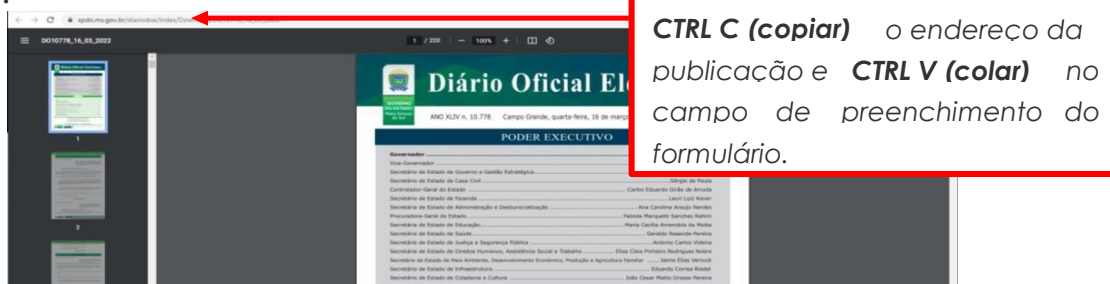 spdo.ms.gov.br/diariodoe/Index/Download
DO10778_16_03_2022
1 / 220
100%
1
2
Diário Oficial El
GOVERNO
DO ESTADO
Mato Grosso
do Sul
ANO XLIV n. 10.778 Campo Grande, quarta-feira, 16 de março
PODER EXECUTIVO
Governador
Vice-Governador
Secretário de Estado de Governo e Gestão Estratégica
Secretário de Estado da Casa Civil Sérgio de Paula
Controlador-Geral do Estado Carlos Eduardo Girão de Arruda
Secretário de Estado de Fazenda
Secretária de Estado de Administração e Desburocratização Ana Carolina Araujo Nardes
Procuradora-Geral do Estado Fabíola Marquetti Sanches Rahim
Secretária de Estado de Educação Maria Cecília Amendola da Motta
Secretário de Estado de Saúde Geraldo Resende Pereira
Secretário de Estado de Justiça e Segurança Pública Antonio Carlos Videira
Secretária de Estado de Direitos Humanos, Assistência Social e Trabalho Elisa Cleia Pinheiro Rodrigues Nobre
Secretário de Estado de Meio Ambiente, Desenvolvimento Econômico, Produção e Agricultura Familiar Jaime Elias Verruck
Secretário de Estado de Infraestrutura Eduardo Correa Riedel
Secretário de Estado de Cidadania e Cultura João Cesar Matto Grosso Pereira
CTRL C (copiar) o endereço da
publicação e CTRL V (colar) no
campo de preenchimento do
formulário.